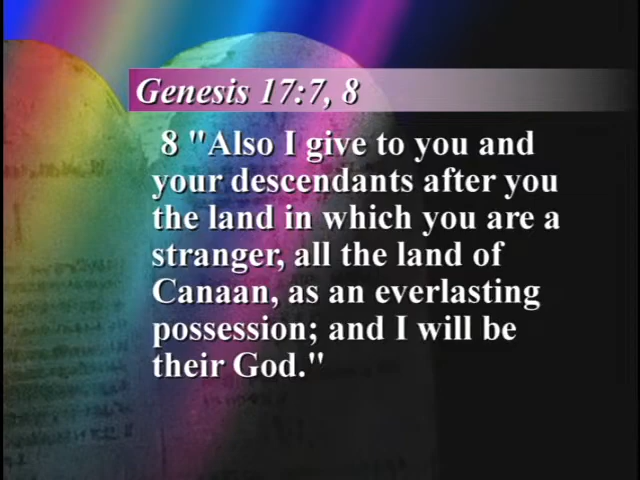 Genesis 17:7, 8
8 "Also I give to you and
your descendants after you
the land in which you are a
stranger, all the land of
Canaan, as an everlasting
possession; and I will be
their God."